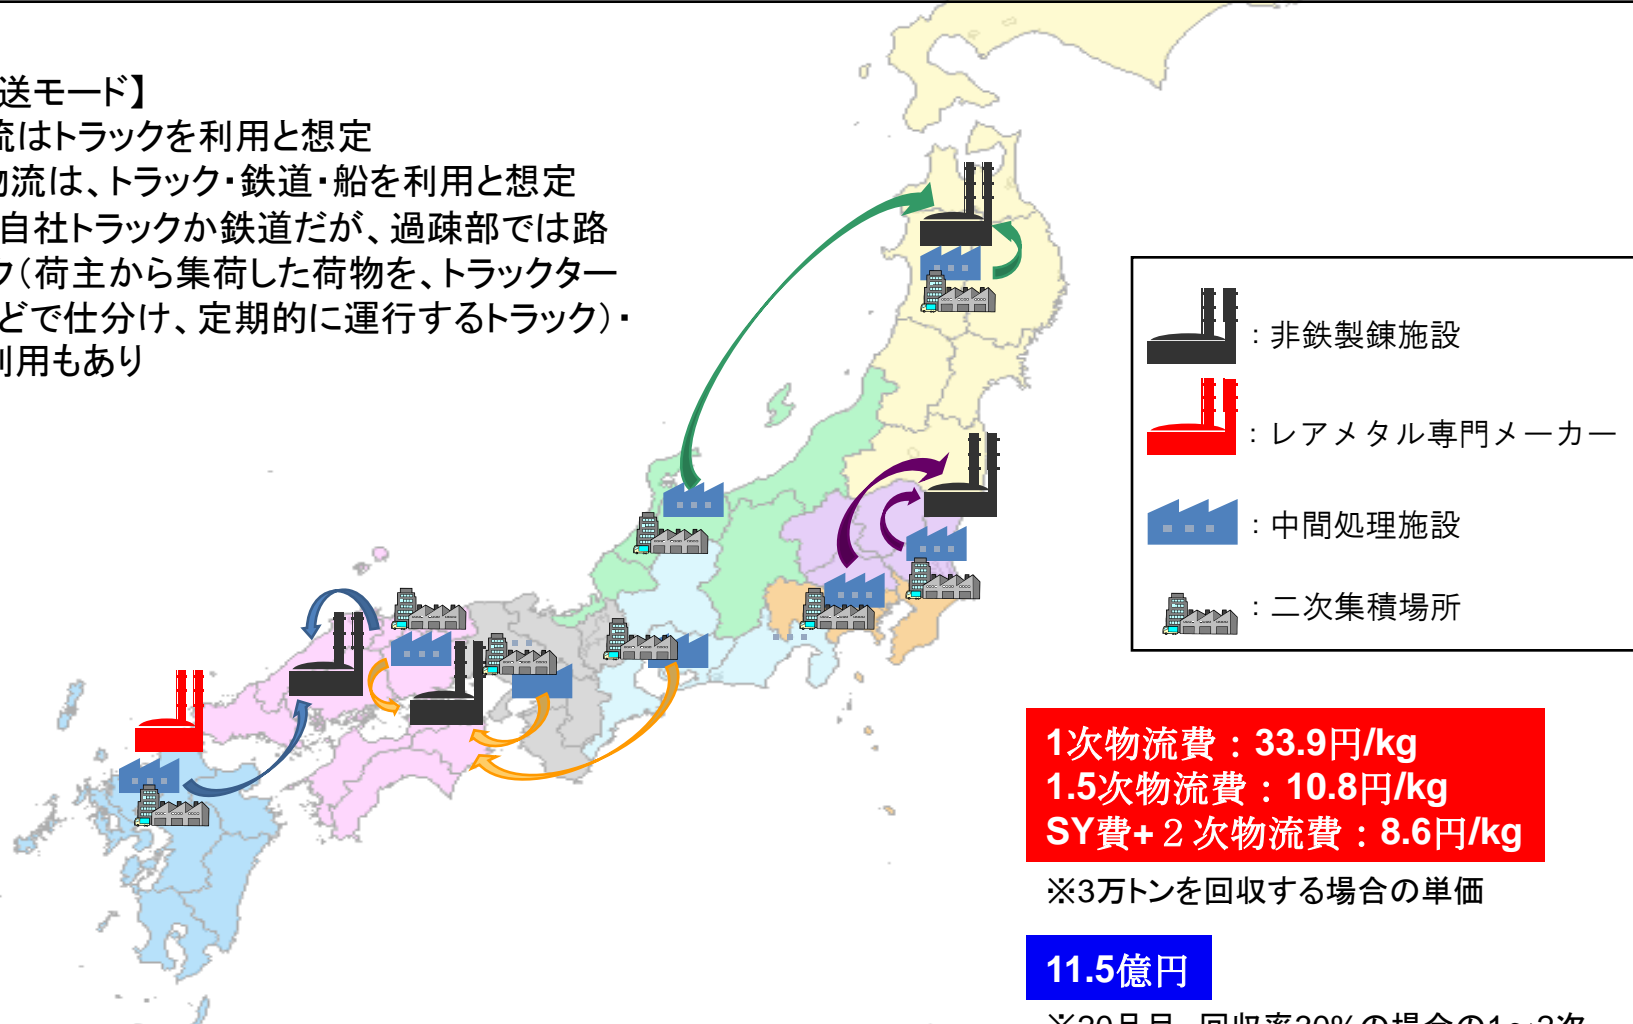 送モード】
流はトラックを利用と想定
物流は、トラック・鉄道・船を利用と想定
自社トラックか鉄道だが、過疎部では路
ク（荷主から集荷した荷物を、トラックター
どで仕分け、定期的に運行するトラック）・
利用もあり
：非鉄製錬施設
：レアメタル専門メーカー
：中間処理施設
：二次集積場所
1次物流費：33.9円/kg
1.5次物流費：10.8円/kg
SY費+２次物流費：8.6円/kg
※3万トンを回収する場合の単価
11.5億円